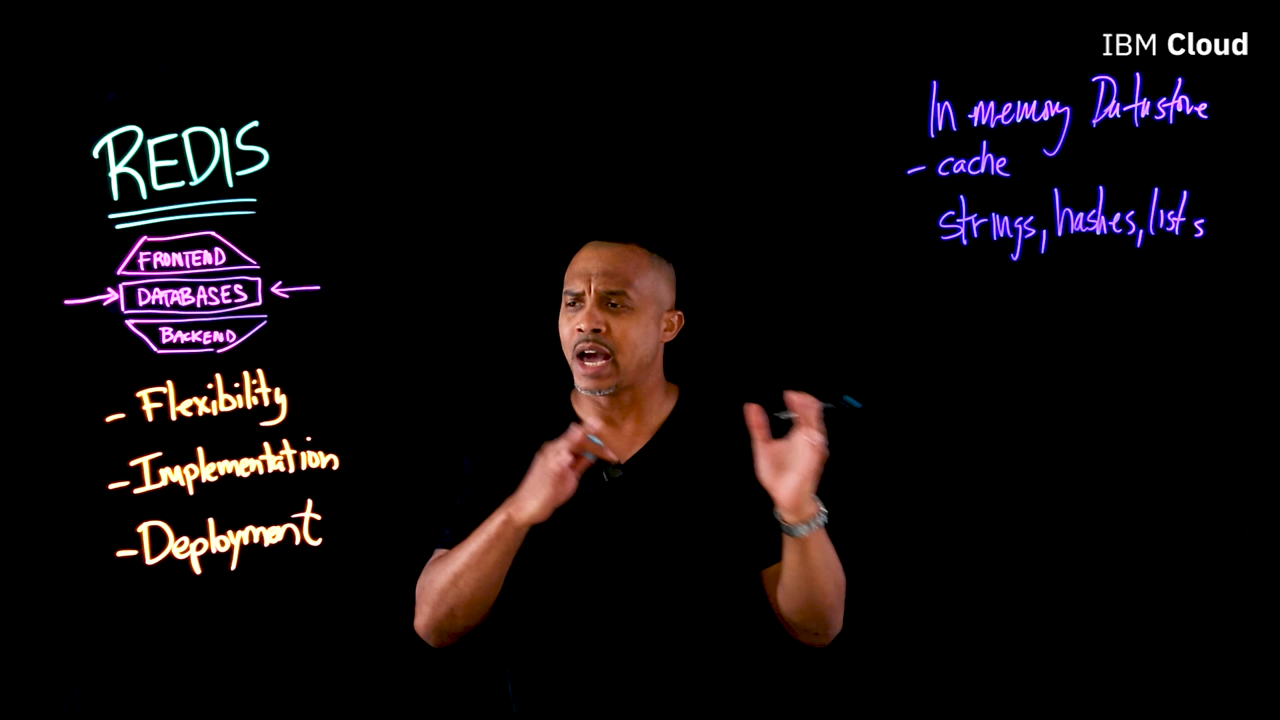 IBM Cloud
REDIS
FRONTEND
DATABASES
BACKEND
- Flexibility
- Implementation
- Deployment
In memory Datastore
- cache
strings, hashes, lists